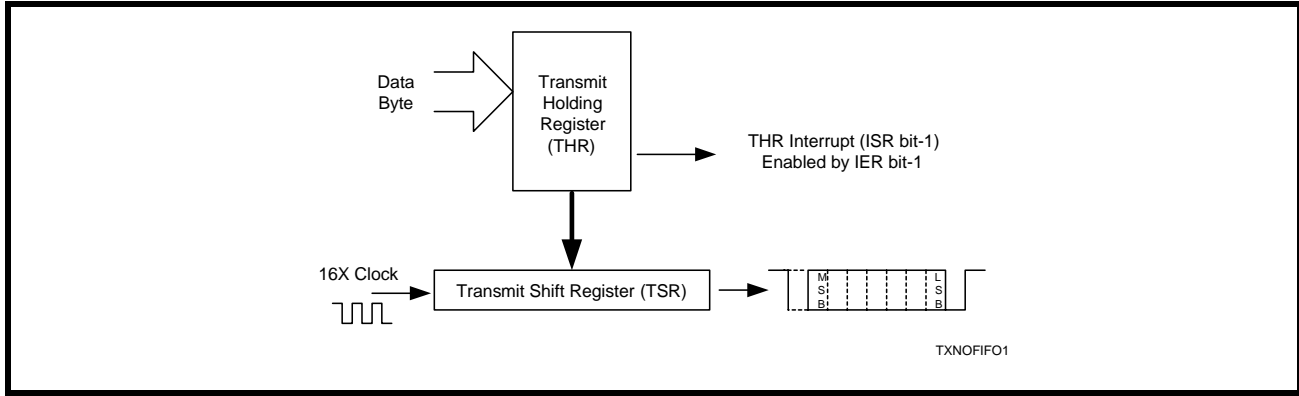 Data
Byte
Transmit
Holding
Register
(THR)
THR Interrupt (ISR bit-1)
Enabled by IER bit-1
16X Clock
Transmit Shift Register (TSR)
M
S
B
L
S
B
TXNOFIFO1